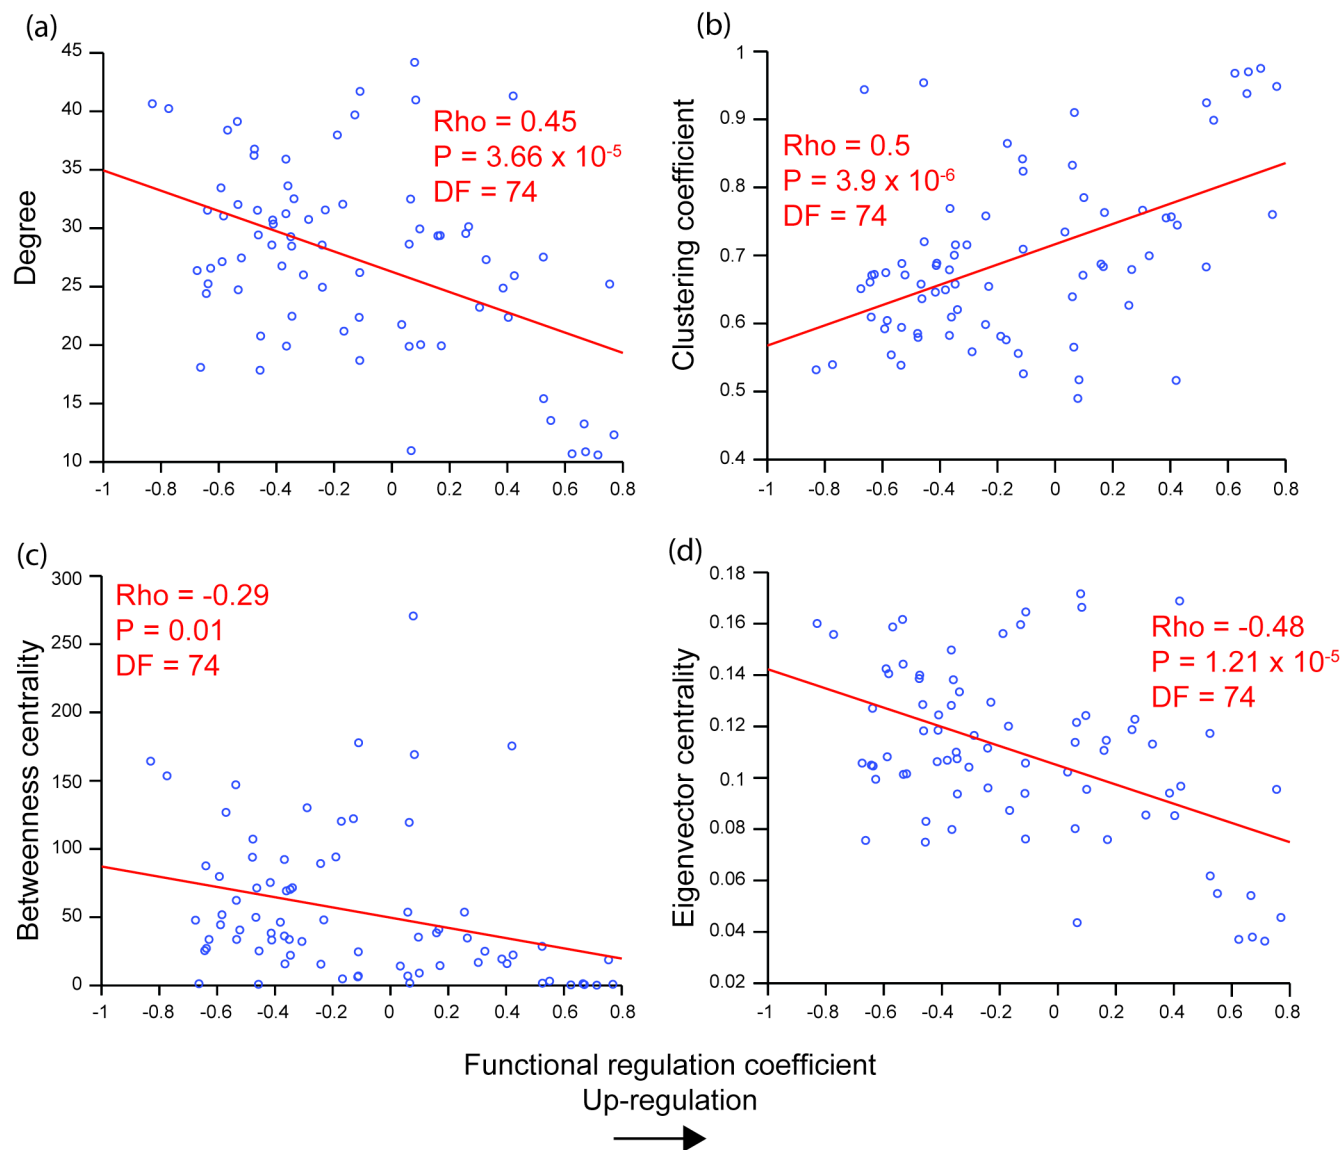 (a)
45
40
35
30
25
20
15
10
Degree
Rho = 0.45
P = 3.66 x 10-5
DF = 74
-1 -0.8 -0.6 -0.4 -0.2 0 0.2 0.4 0.6 0.8
(b)
1
0.9
0.8
0.7
0.6
0.5
0.4
Clustering coefficient
Rho = 0.5
P = 3.9 x 10-6
DF = 74
-1 -0.8 -0.6 -0.4 -0.2 0 0.2 0.4 0.6 0.8
(c)
300
250
200
150
100
50
0
Betweenness centrality
Rho = -0.29
P = 0.01
DF = 74
-1 -0.8 -0.6 -0.4 -0.2 0 0.2 0.4 0.6 0.8
(d)
0.18
0.16
0.14
0.12
0.1
0.08
0.06
0.04
0.02
Eigenvector centrality
Rho = -0.48
P = 1.21 x 10-5
DF = 74
-1 -0.8 -0.6 -0.4 -0.2 0 0.2 0.4 0.6 0.8
Functional regulation coefficient
Up-regulation